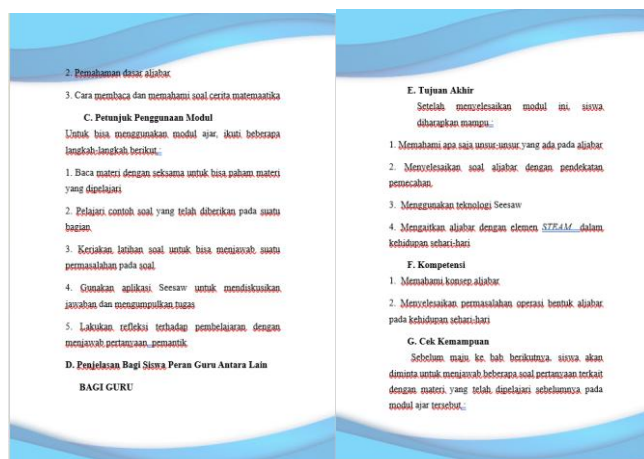 2. Pemahaman dasar aljabar
3. Cara membaca dan memahami soal cerita matemaatika
C. Petunjuk Penggunaan Modul
Untuk bisa menggunakan modul ajar, ikuti beberapa
langkah-langkah berikut :
1. Baca materi dengan seksama untuk bisa paham materi
yang dipelajari
2. Pelajari contoh soal yang telah diberikan pada suatu
bagian
3. Kerjakan latihan soal untuk bisa menjawab suatu
permasalahan pada soal
4. Gunakan aplikasi Seesaw untuk mendiskusikan
jawaban dan mengumpulkan tugas
5. Lakukan refleksi terhadap pembelajaran dengan
menjawab pertanyaan pemantik
D. Penjelasan Bagi Siswa Peran Guru Antara Lain
BAGI GURU
E. Tujuan Akhir
Setelah menyelesaikan modul ini, siswa
diharapkan mampu :
1. Memahami apa saja unsur-unsur yang ada pada aljabar
2. Menyelesaikan soal aljabar dengan pendekatan
pemecahan
3. Menggunakan teknologi Seesaw
4. Mengaitkan aljabar dengan elemen STEAM dalam
kehidupan sehari-hari
F. Kompetensi
1. Memahami konsep aljabar
2. Menyelesaikan permasalahan operasi bentuk aljabar
pada kehidupan sehari-hari
G. Cek Kemampuan
Sebelum maju ke bab berikutnya, siswa akan
diminta untuk menjawab beberapa soal pertanyaan terkait
dengan materi yang telah dipelajari sebelumnya pada
modul ajar tersebut :